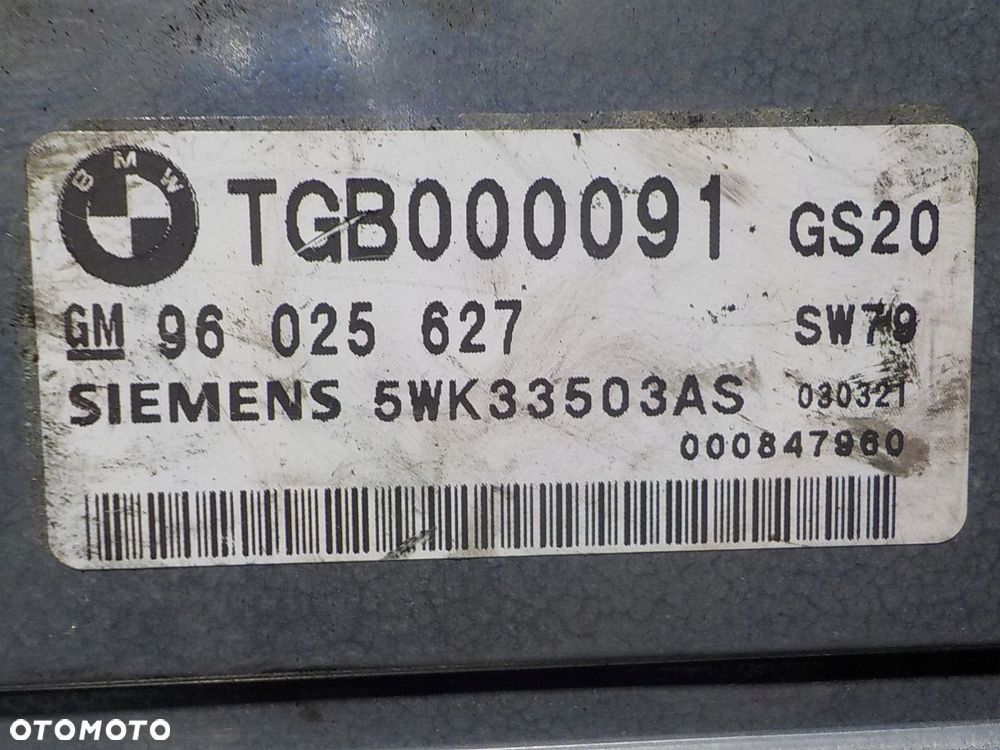 BMW
TGB000091 GS20
GM 96 025 627 SW79
SIEMENS 5WK33503AS 030321
000847960
OTOMOTO